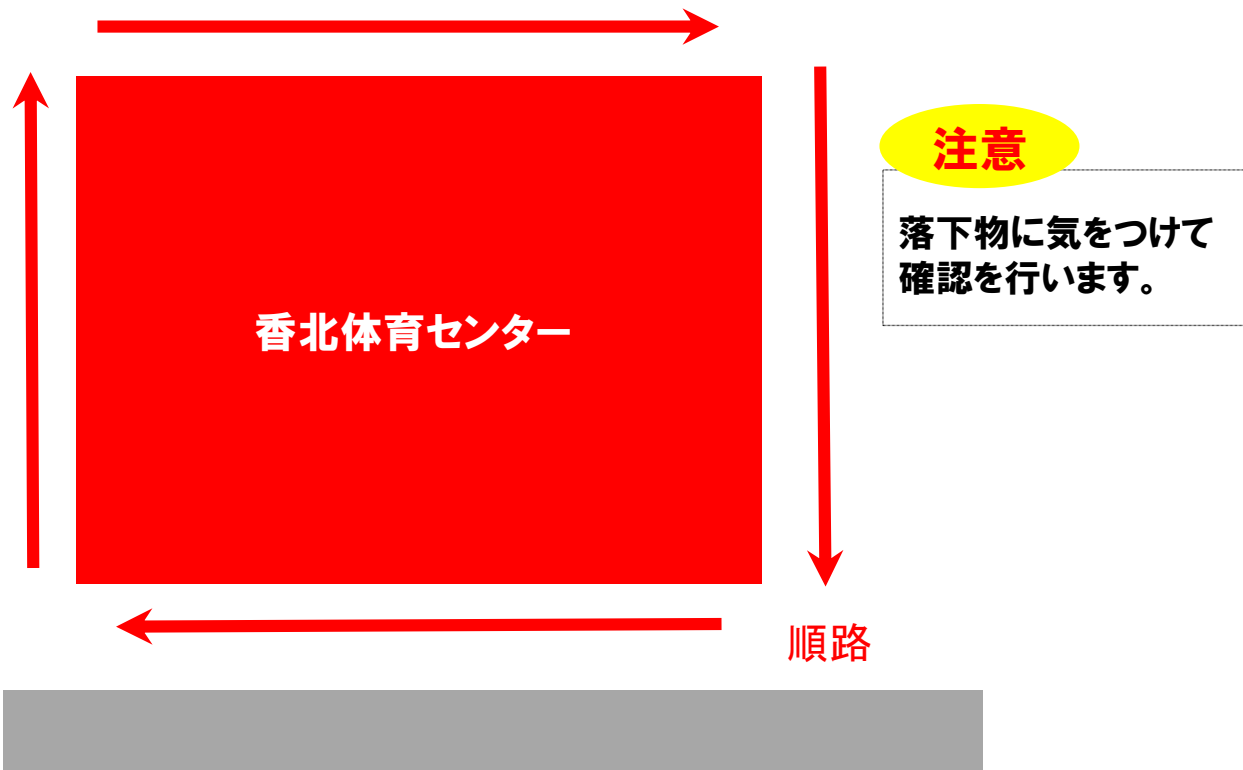 注意
落下物に気をつけて
確認を行います。
香北体育センター
順路